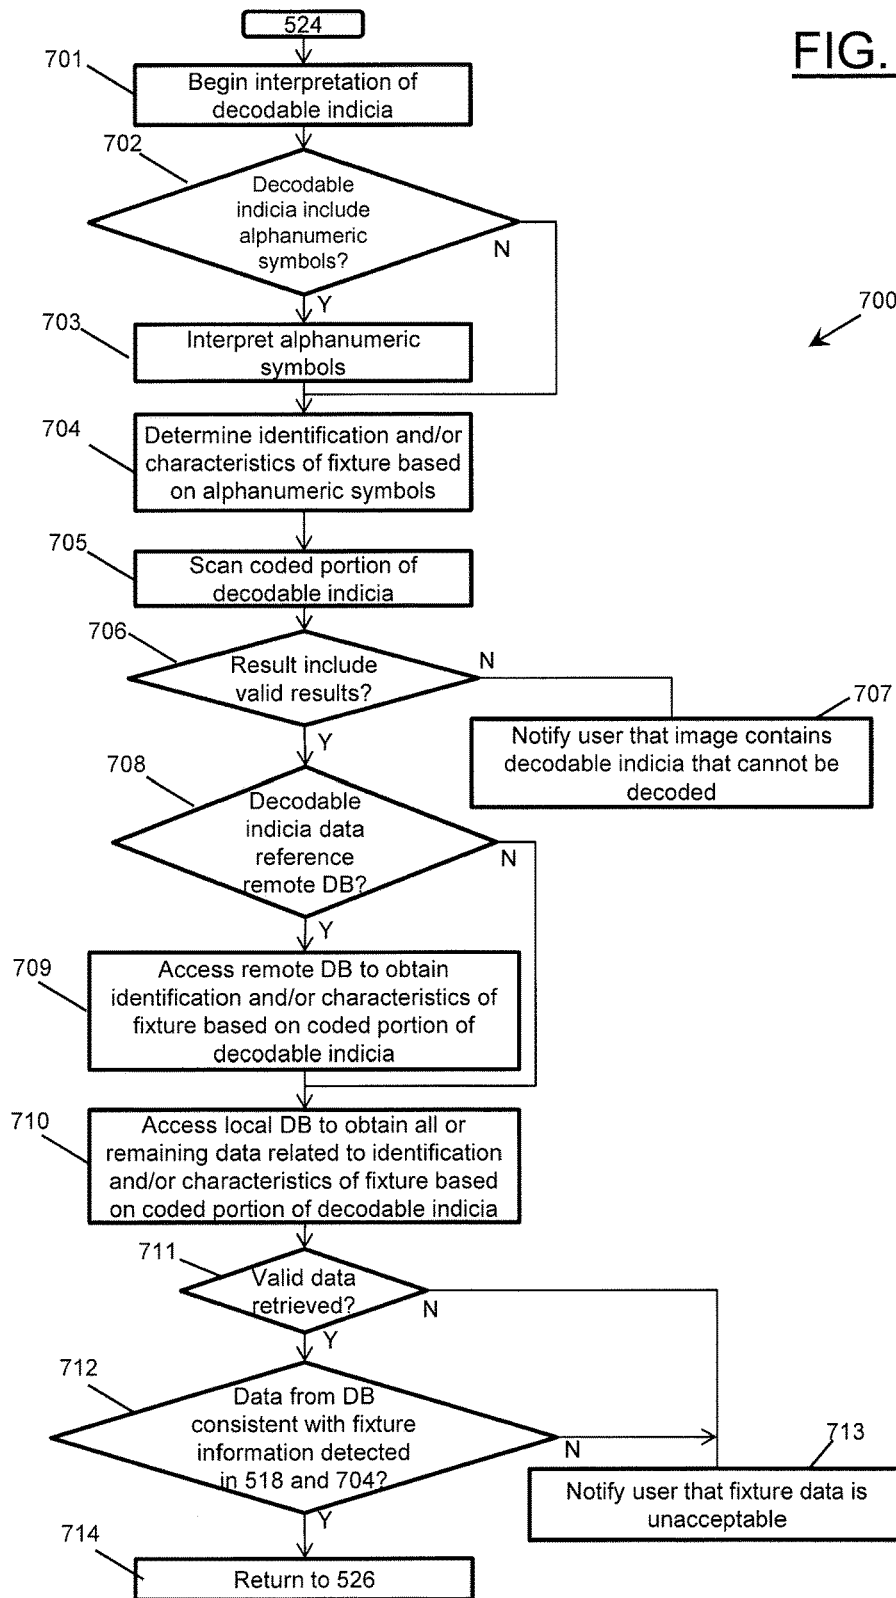 524
FIG.
701
Begin interpretation of
decodable indicia
702
Decodable
indicia include
alphanumeric
symbols?
N
Y
700
703
Interpret alphanumeric
symbols
704
Determine identification and/or
characteristics of fixture based
on alphanumeric symbols
705
Scan coded portion of
decodable indicia
706
Result include
valid results?
N
Y
707
Notify user that image contains
decodable indicia that cannot be
decoded
708
Decodable
indicia data
reference
remote DB?
N
Y
709
Access remote DB to obtain
identification and/or characteristics of
fixture based on coded portion of
decodable indicia
710
Access local DB to obtain all or
remaining data related to identification
and/or characteristics of fixture based
on coded portion of decodable indicia
711
Valid data
retrieved?
N
Y
712
Data from DB
consistent with fixture
information detected
in 518 and 704?
N
Y
713
Notify user that fixture data is
unacceptable
714
Return to 526